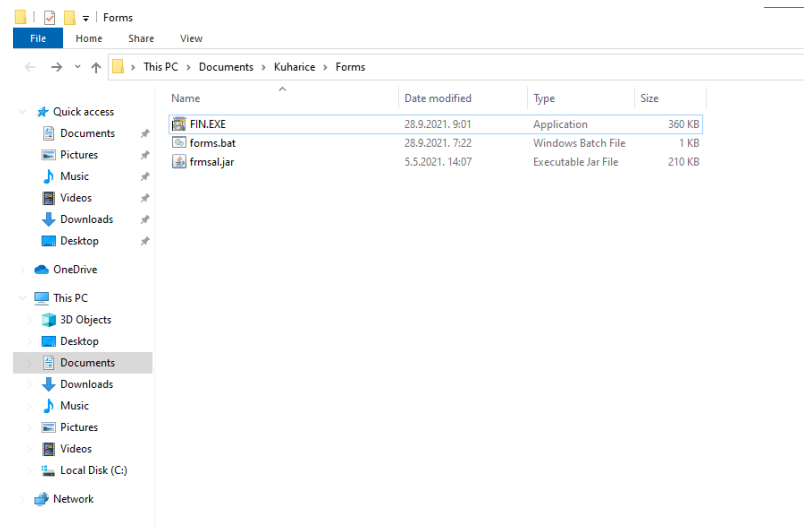 Forms
File Home Share View
This PC > Documents > Kuharice > Forms
Name Date modified Type Size
Quick access
FIN.EXE 28.9.2021. 9:01 Application 360 KB
Documents
forms.bat 28.9.2021. 7:22 Windows Batch File 1 KB
Pictures
frmsal.jar 5.5.2021. 14:07 Executable Jar File 210 KB
Music
Videos
Downloads
Desktop
OneDrive
This PC
3D Objects
Desktop
Documents
Downloads
Music
Pictures
Videos
Local Disk (C:)
Network